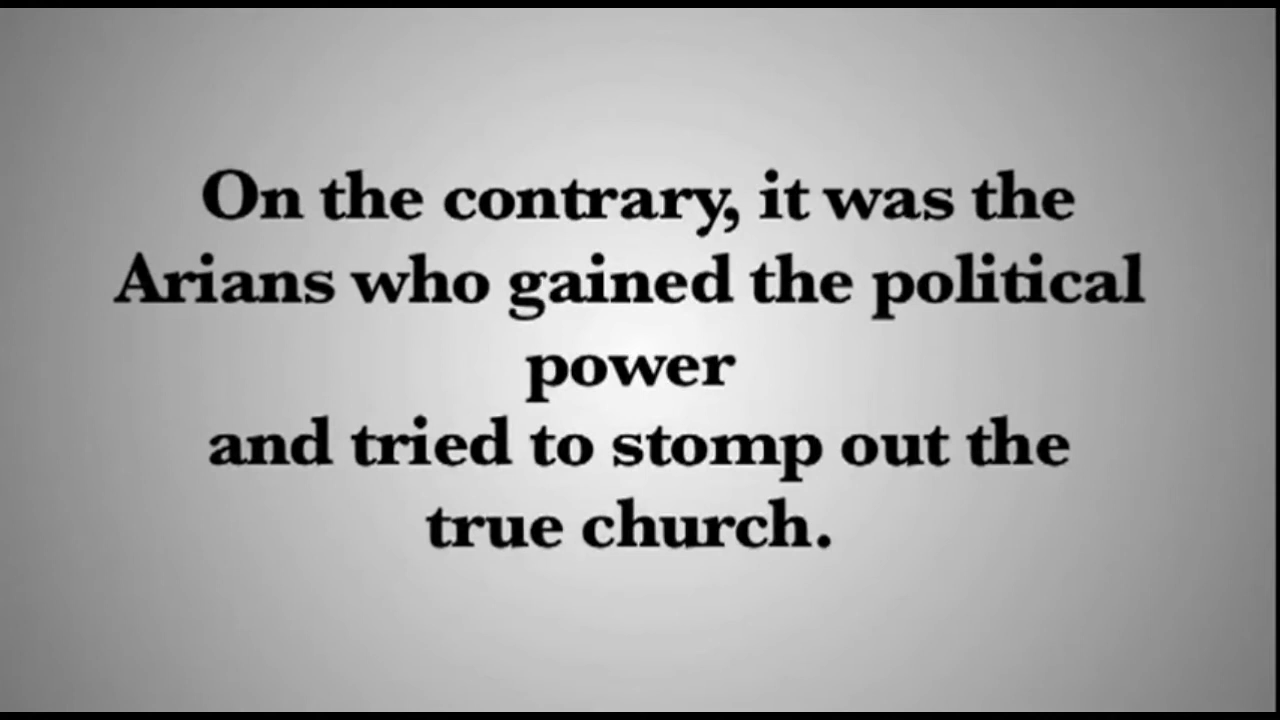 On the contrary, it was the
Arians who gained the political
power
and tried to stomp out the
true church.